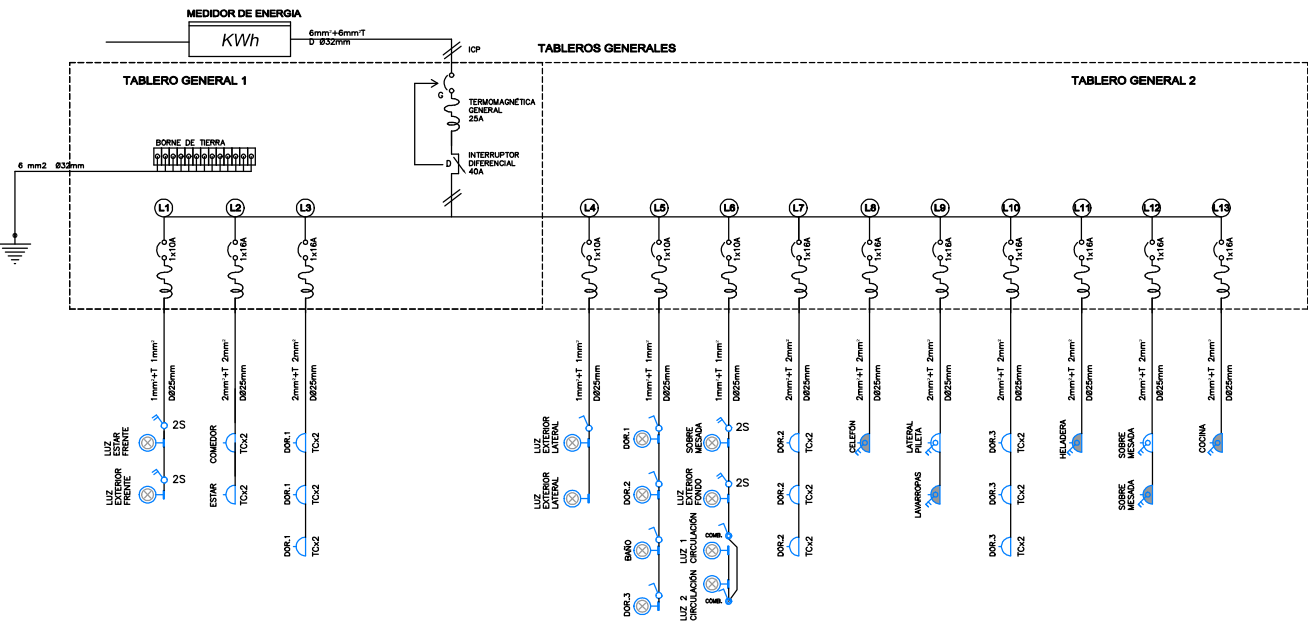 MEDIDOR DE ENERGIA
KWh
6mm²+6mm²T
D Ø32mm
ICP
TABLEROS GENERALES
TABLERO GENERAL 1
TABLERO GENERAL 2
G
TERMOMAGNÉTICA
GENERAL
25A
BORNE DE TIERRA
6 mm2 Ø32mm
D
INTERRUPTOR
DIFERENCIAL
40A
L1
L2
L3
L4
L5
L6
L7
L8
L9
L10
L11
L12
L13
1x10A
1x16A
1x16A
1x10A
1x10A
1x10A
1x16A
1x16A
1x16A
1x16A
1x16A
1x16A
1x16A
1mm²+T 1mm²
DØ25mm
2mm²+T 2mm²
DØ25mm
2mm²+T 2mm²
DØ25mm
1mm²+T 1mm²
DØ25mm
1mm²+T 1mm²
DØ25mm
1mm²+T 1mm²
DØ25mm
2mm²+T 2mm²
DØ25mm
2mm²+T 2mm²
DØ25mm
2mm²+T 2mm²
DØ25mm
2mm²+T 2mm²
DØ25mm
2mm²+T 2mm²
DØ25mm
2mm²+T 2mm²
DØ25mm
2mm²+T 2mm²
DØ25mm
LUZ
ESTAR
FRENTE
2S
LUZ
EXTERIOR
FRENTE
2S
COMEDOR
TCx2
ESTAR
TCx2
DOR.1
TCx2
DOR.1
TCx2
DOR.1
TCx2
LUZ
EXTERIOR
LATERAL
LUZ
EXTERIOR
LATERAL
DOR.1
DOR.2
BAÑO
DOR.3
SOBRE
MESADA
2S
LUZ
EXTERIOR
FONDO
2S
LUZ 1
CIRCULACIÓN
COMB.
LUZ 2
CIRCULACIÓN
COMB.
DOR.2
TCx2
DOR.2
TCx2
DOR.2
TCx2
CELEFÓN
LATERAL
PILETA
LAVARROPAS
DOR.3
TCx2
DOR.3
TCx2
DOR.3
TCx2
HELADERA
SOBRE
MESADA
SOBRE
MESADA
COCINA